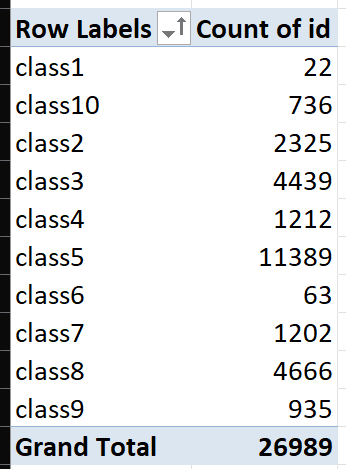 Row Labels Count of id
class1 22
class10 736
class2 2325
class3 4439
class4 1212
class5 11389
class6 63
class7 1202
class8 4666
class9 935
Grand Total 26989